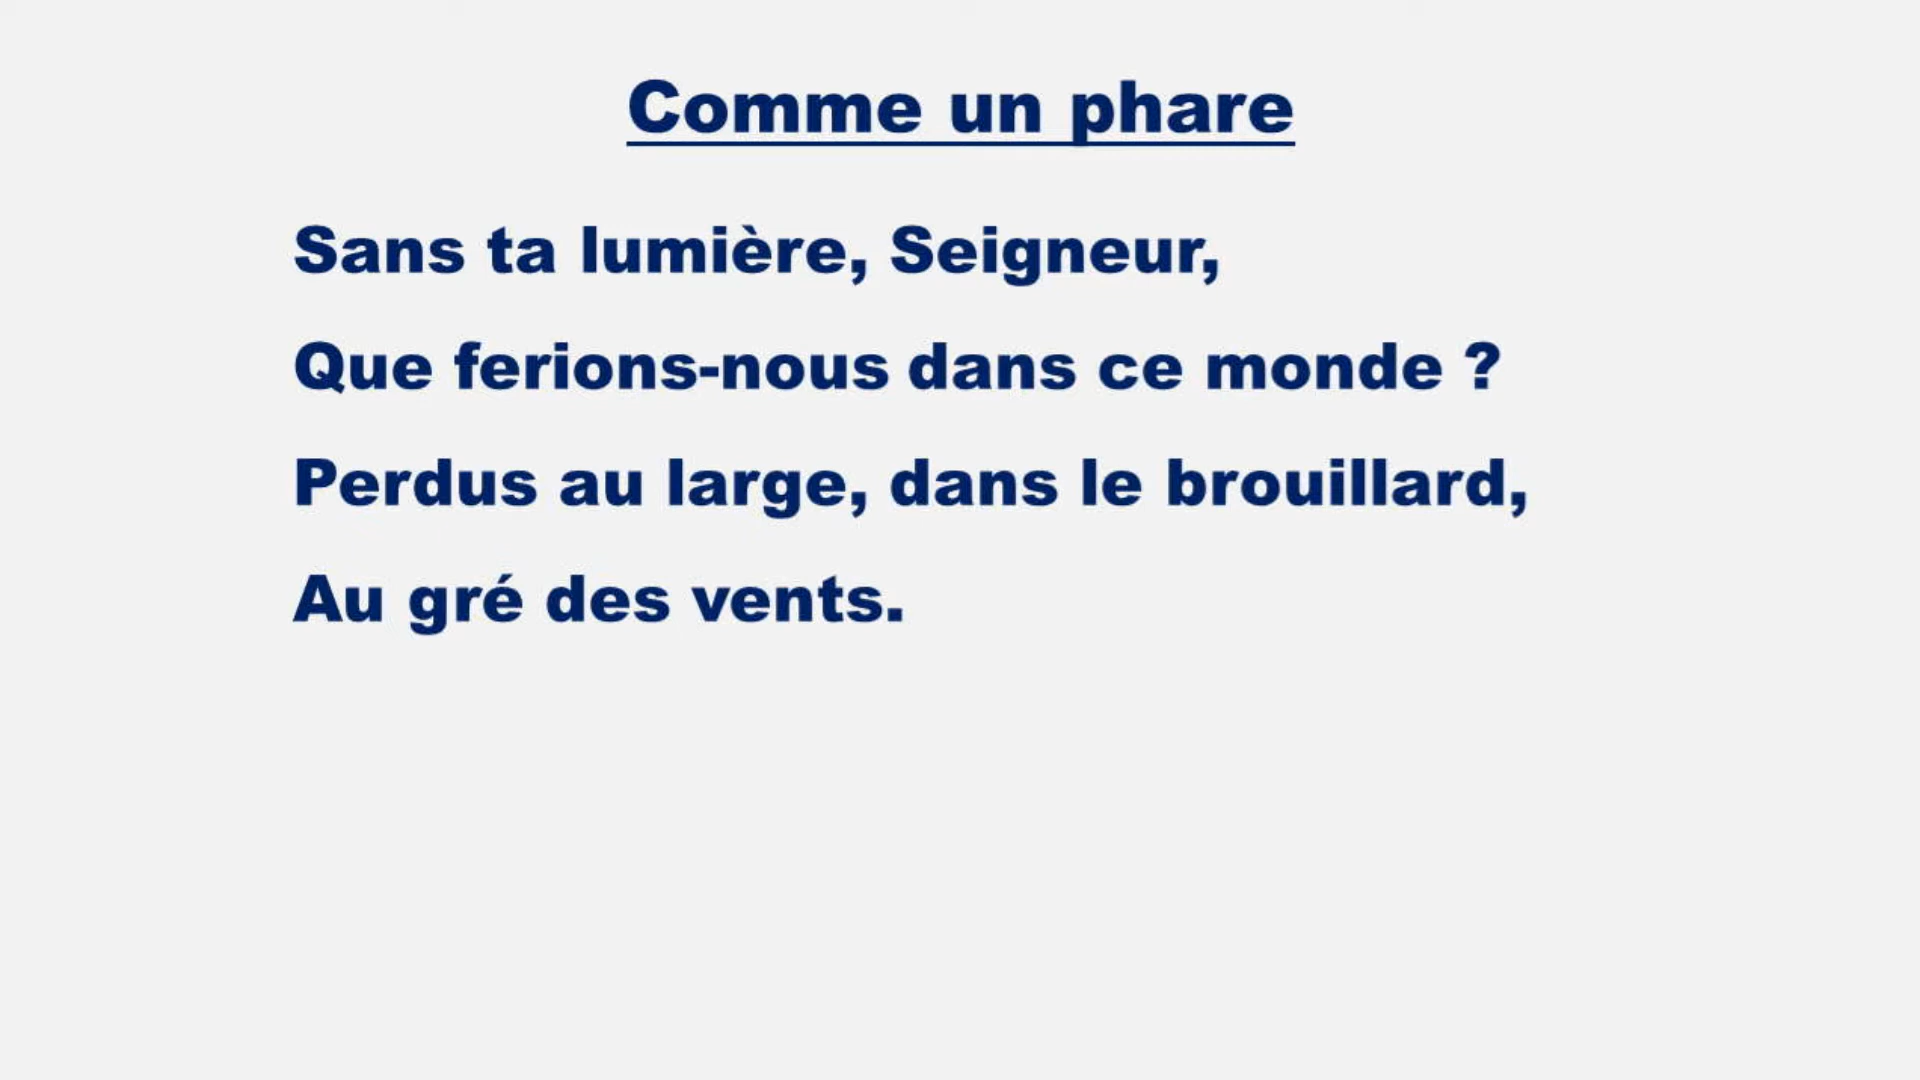 Comme un phare
Sans ta lumière, Seigneur,
Que ferions-nous dans ce monde ?
Perdus au large, dans le brouillard,
Au gré des vents.